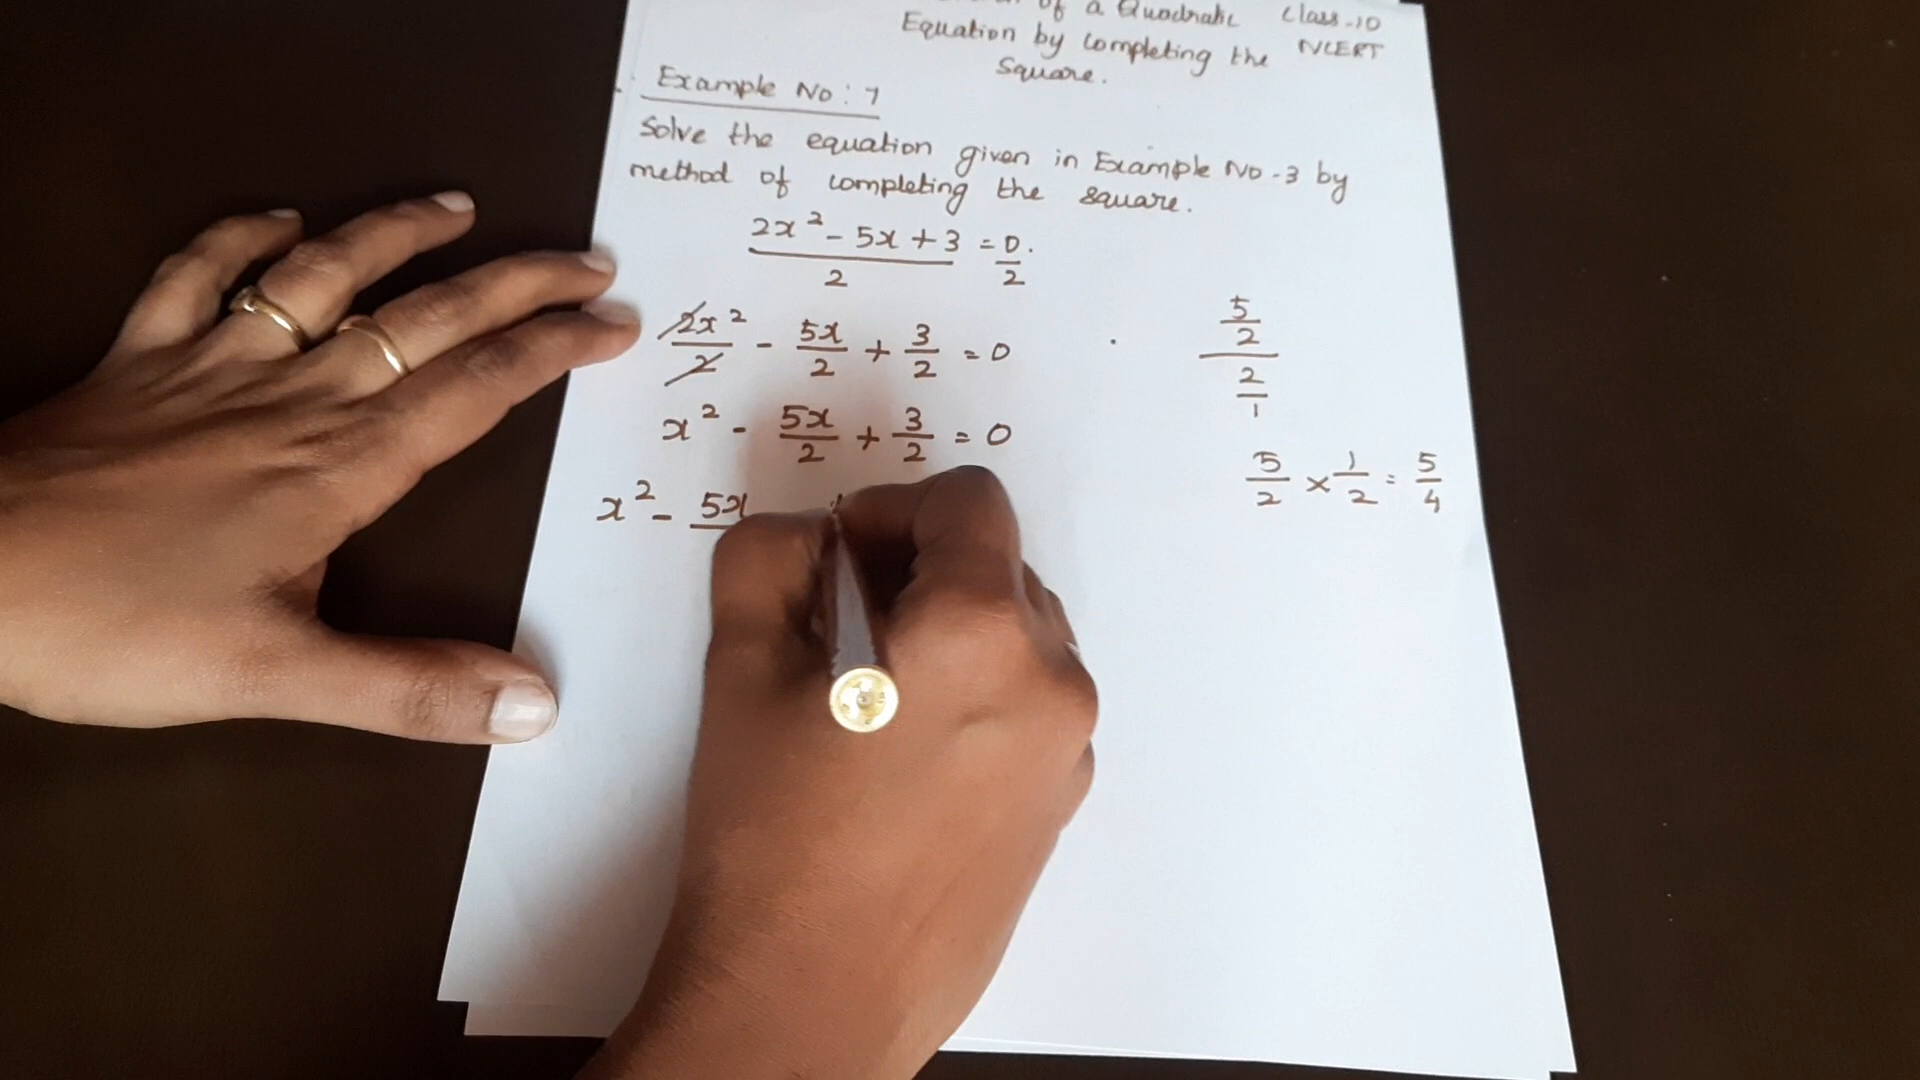 of a Quadratic Class-10
Equation by completing the NCERT
Square.
Example No: 7
Solve the equation given in Example No-3 by
method of completing the square.
2x² - 5x + 3 = 0.
2 2
2x² - 5x + 3 = 0
2 2 2
x² - 5x + 3 = 0
2 2
x² - 5x +
5
2
2
1
5 × 1 = 5
2 2 4